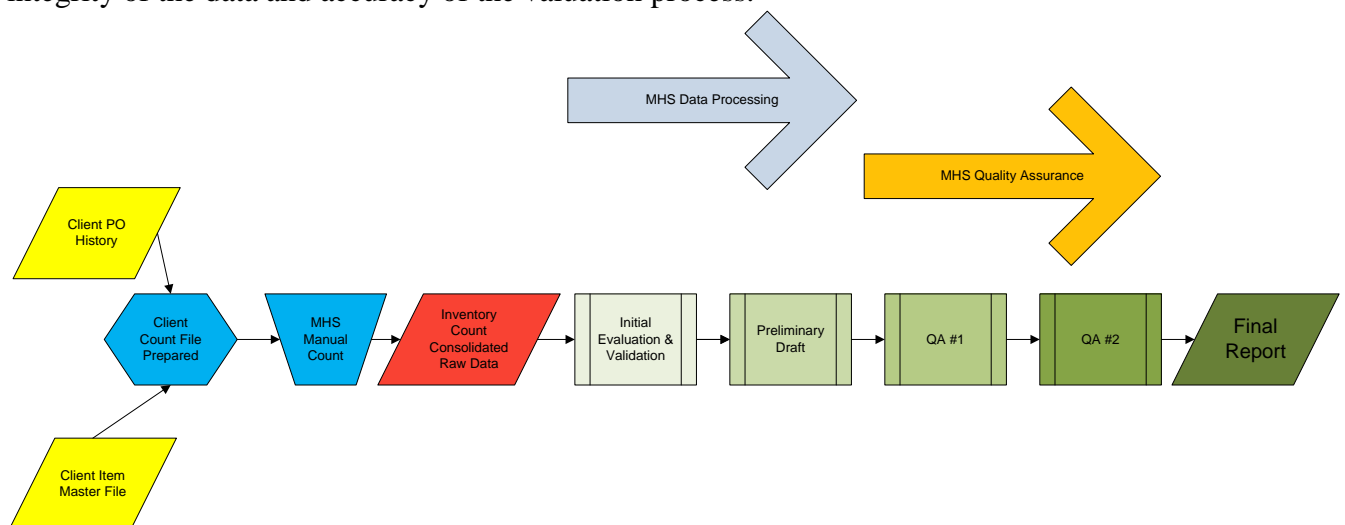 integrity of the data and accuracy of the valuation process.
MHS Data Processing
MHS Quality Assurance
Client PO
History
Client
Count File
Prepared
MHS
Manual
Count
Inventory
Count
Consolidated
Raw Data
Initial
Evaluation &
Validation
Preliminary
Draft
QA #1
QA #2
Final
Report
Client Item
Master File